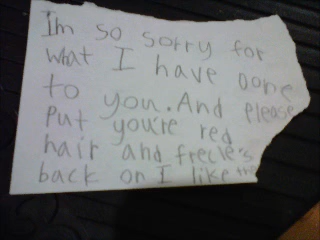 Im so sorry for
what I have done
to you. And please
Put you're red
hair and frecle's
back on I like